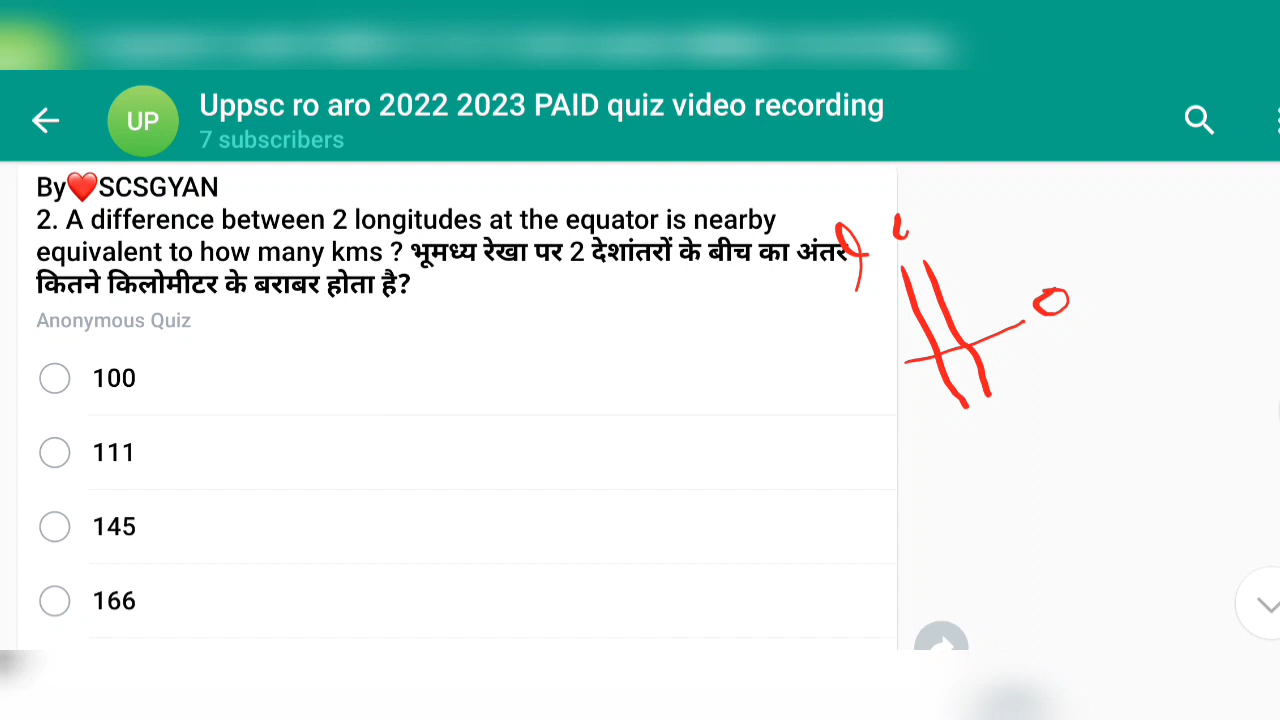 UP
Uppsc ro aro 2022 2023 PAID quiz video recording
7 subscribers
By❤️SCSGYAN
2. A difference between 2 longitudes at the equator is nearby
equivalent to how many kms ? भूमध्य रेखा पर 2 देशांतरों के बीच का अंतर
कितने किलोमीटर के बराबर होता है?
Anonymous Quiz
100
111
145
166